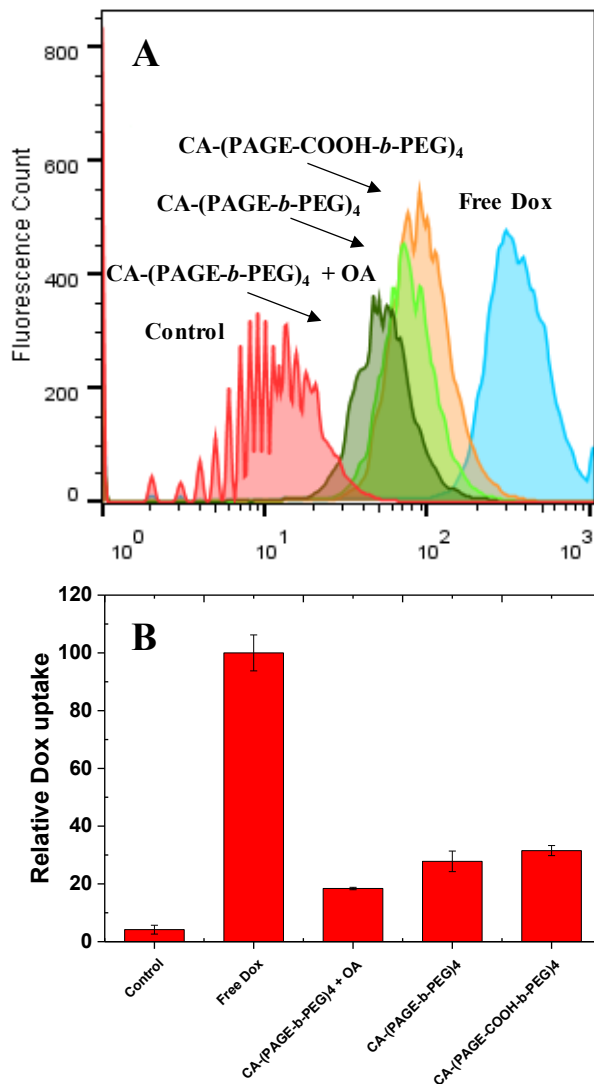 A
800
600
400
200
0
Fluorescence Count
CA-(PAGE-COOH-b-PEG)4
CA-(PAGE-b-PEG)4
Free Dox
CA-(PAGE-b-PEG)4 + OA
Control
10^0 10^1 10^2 10^3
B
120
100
80
60
40
20
0
Relative Dox uptake
Control
Free Dox
CA-(PAGE-b-PEG)4 + OA
CA-(PAGE-b-PEG)4
CA-(PAGE-COOH-b-PEG)4